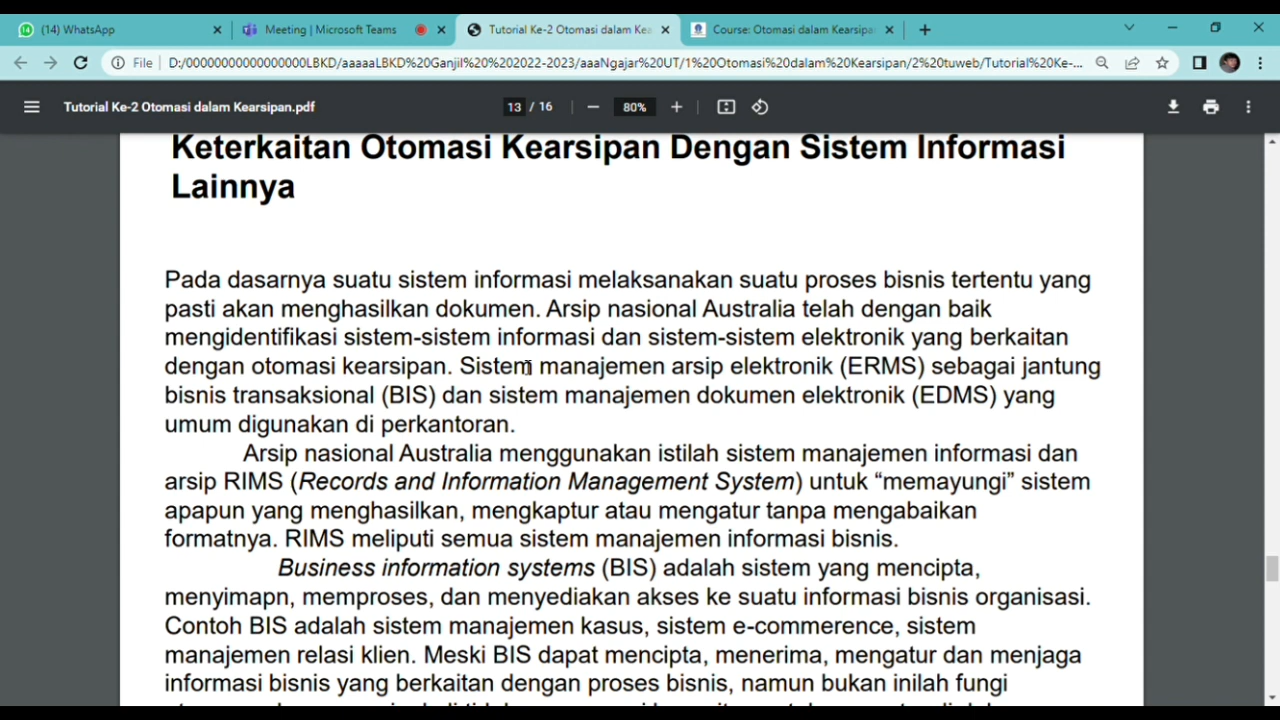 (14) WhatsApp
Meeting | Microsoft Teams
Tutorial Ke-2 Otomasi dalam Kea
Course: Otomasi dalam Kearsipa
File
D:/00000000000000000LBKD/aaaaaLBKD%20Ganjil%20%202022-2023/aaaNgajar%20UT/1%20Otomasi%20dalam%20Kearsipan/2%20tuweb/Tutorial%20Ke-...
Tutorial Ke-2 Otomasi dalam Kearsipan.pdf
13 / 16
80%
Keterkaitan Otomasi Kearsipan Dengan Sistem Informasi
Lainnya
Pada dasarnya suatu sistem informasi melaksanakan suatu proses bisnis tertentu yang
pasti akan menghasilkan dokumen. Arsip nasional Australia telah dengan baik
mengidentifikasi sistem-sistem informasi dan sistem-sistem elektronik yang berkaitan
dengan otomasi kearsipan. Sistem manajemen arsip elektronik (ERMS) sebagai jantung
bisnis transaksional (BIS) dan sistem manajemen dokumen elektronik (EDMS) yang
umum digunakan di perkantoran.
Arsip nasional Australia menggunakan istilah sistem manajemen informasi dan
arsip RIMS (Records and Information Management System) untuk “memayungi” sistem
apapun yang menghasilkan, mengkaptur atau mengatur tanpa mengabaikan
formatnya. RIMS meliputi semua sistem manajemen informasi bisnis.
Business information systems (BIS) adalah sistem yang mencipta,
menyimapn, memproses, dan menyediakan akses ke suatu informasi bisnis organisasi.
Contoh BIS adalah sistem manajemen kasus, sistem e-commerence, sistem
manajemen relasi klien. Meski BIS dapat mencipta, menerima, mengatur dan menjaga
informasi bisnis yang berkaitan dengan proses bisnis, namun bukan inilah fungsi